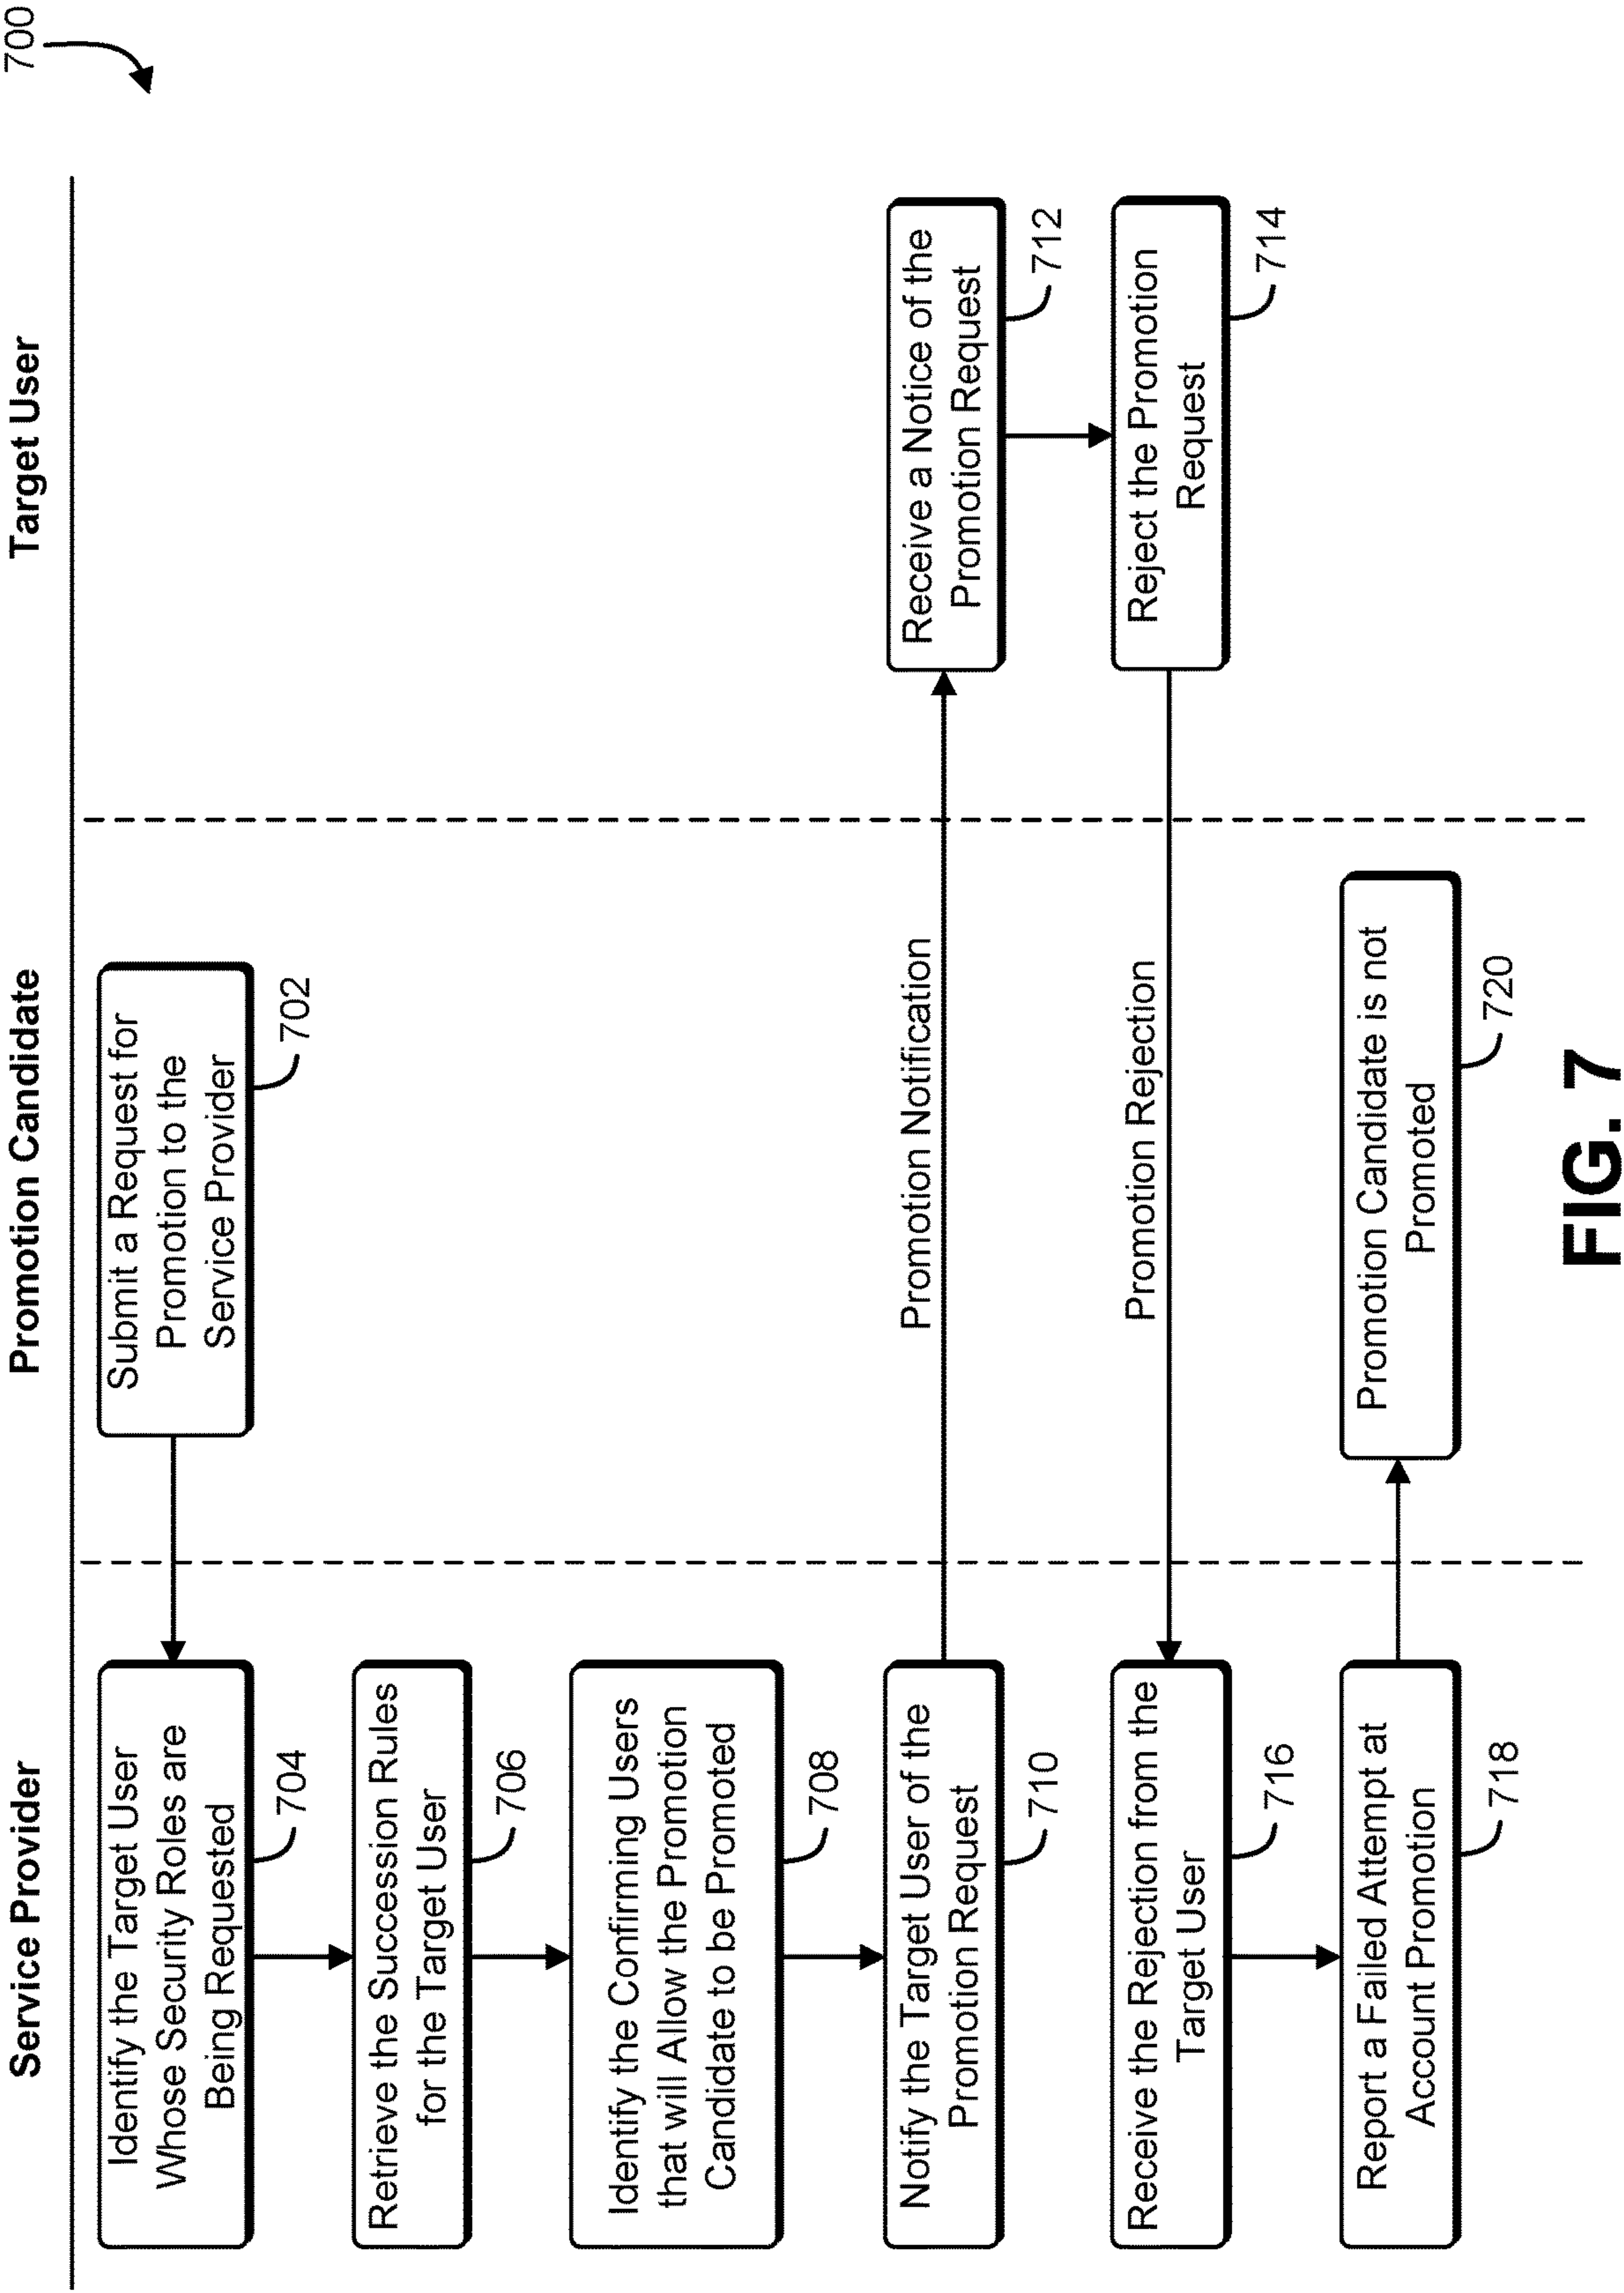 700
Service Provider
Promotion Candidate
Target User
Submit a Request for
Promotion to the
Service Provider
702
Identify the Target User
Whose Security Roles are
Being Requested
704
Retrieve the Succession Rules
for the Target User
706
Identify the Confirming Users
that will Allow the Promotion
Candidate to be Promoted
708
Notify the Target User of the
Promotion Request
710
Promotion Notification
Receive a Notice of the
Promotion Request
712
Reject the Promotion
Request
714
Promotion Rejection
Receive the Rejection from the
Target User
716
Report a Failed Attempt at
Account Promotion
718
Promotion Candidate is not
Promoted
720
FIG. 7